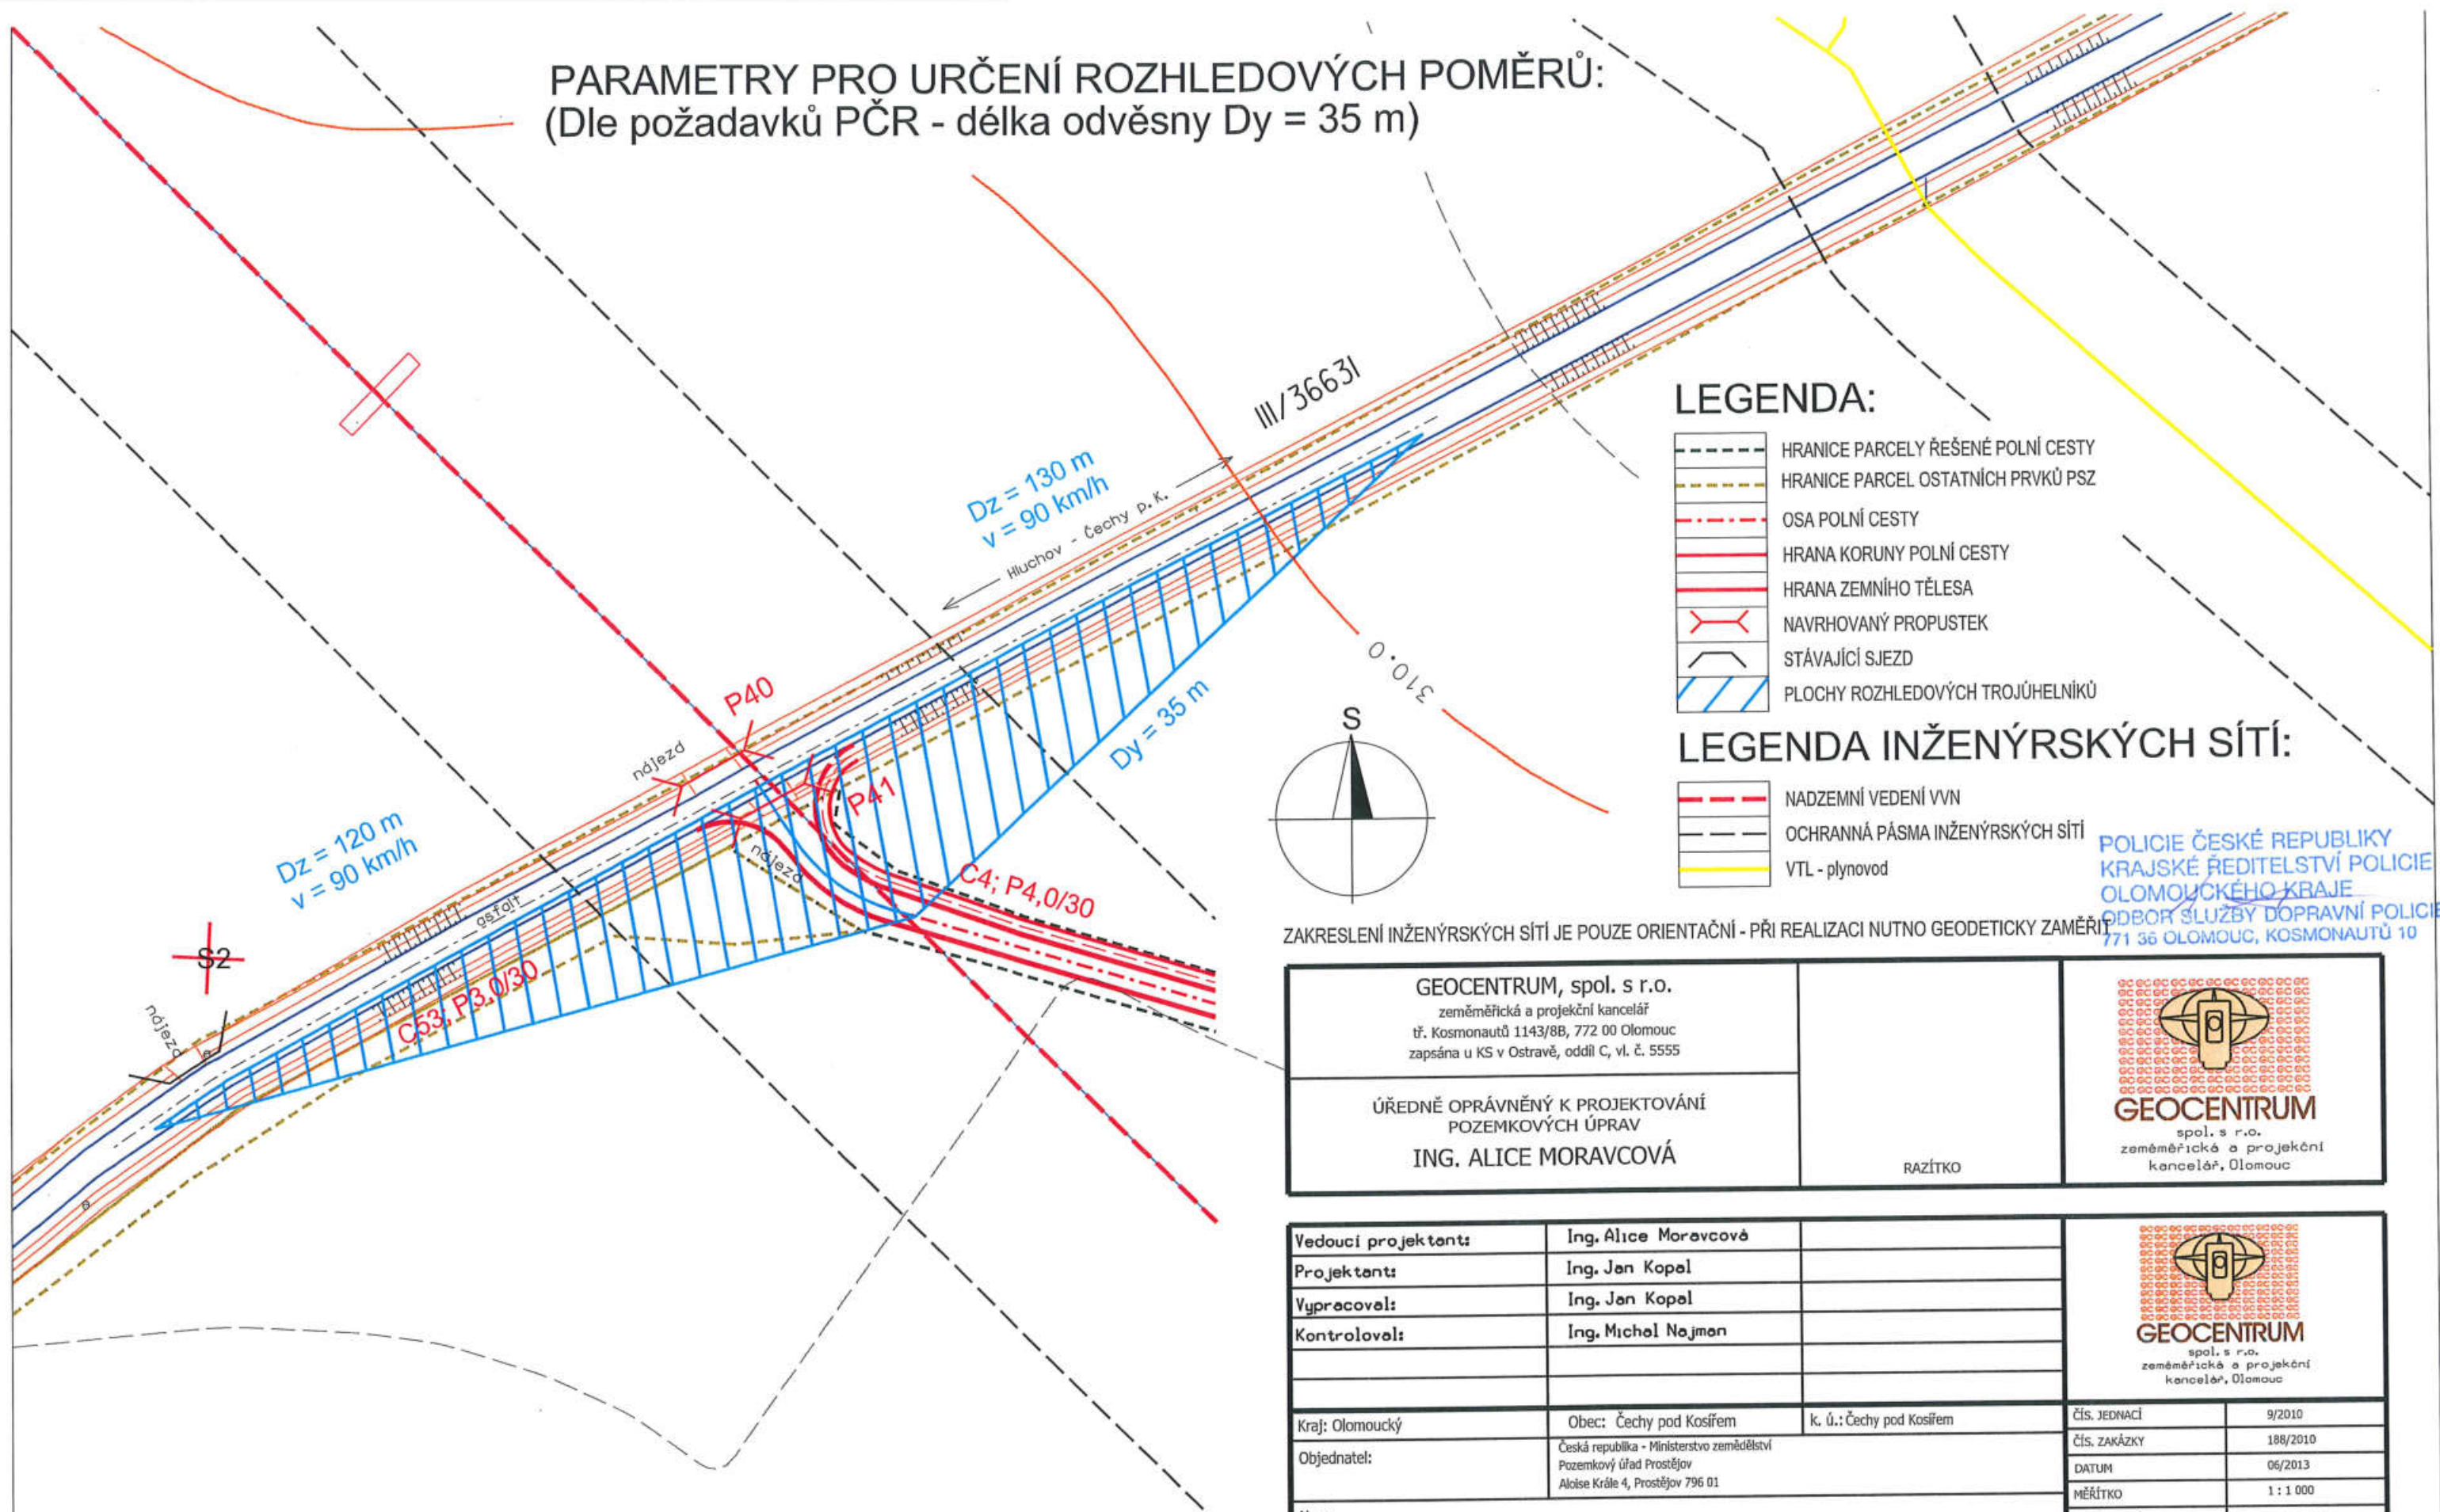 PARAMETRY PRO URČENÍ ROZHLEDOVÝCH POMĚRŮ:
(Dle požadavků PČR - délka odvěsny Dy = 35 m)
III/36631
Dz = 130 m
v = 90 km/h
Hluchov - Čechy p.K.
P40
nájezd
P41
Dy = 35 m
310.0
S
Dz = 120 m
v = 90 km/h
nájezd
asfalt
C4; P4,0/30
S2
C53; P3,0/30
nájezd
LEGENDA:
HRANICE PARCELY ŘEŠENÉ POLNÍ CESTY
HRANICE PARCEL OSTATNÍCH PRVKŮ PSZ
OSA POLNÍ CESTY
HRANA KORUNY POLNÍ CESTY
HRANA ZEMNÍHO TĚLESA
NAVRHOVANÝ PROPUSTEK
STÁVAJÍCÍ SJEZD
PLOCHY ROZHLEDOVÝCH TROJÚHELNÍKŮ
LEGENDA INŽENÝRSKÝCH SÍTÍ:
NADZEMNÍ VEDENÍ VVN
OCHRANNÁ PÁSMA INŽENÝRSKÝCH SÍTÍ
VTL - plynovod
POLICIE ČESKÉ REPUBLIKY
KRAJSKÉ ŘEDITELSTVÍ POLICIE
OLOMOUCKÉHO KRAJE
ODBOR SLUŽBY DOPRAVNÍ POLICIE
771 36 OLOMOUC, KOSMONAUTŮ 10
ZAKRESLENÍ INŽENÝRSKÝCH SÍTÍ JE POUZE ORIENTAČNÍ - PŘI REALIZACI NUTNO GEODETICKY ZAMĚŘIT
GEOCENTRUM, spol. s r.o.
zeměměřická a projekční kancelář
tř. Kosmonautů 1143/8B, 772 00 Olomouc
zapsána u KS v Ostravě, oddíl C, vl. č. 5555
ÚŘEDNĚ OPRÁVNĚNÝ K PROJEKTOVÁNÍ
POZEMKOVÝCH ÚPRAV
ING. ALICE MORAVCOVÁ
RAZÍTKO
GEOCENTRUM
spol. s r.o.
zeměměřická a projekční
kancelář, Olomouc
Vedoucí projektant: Ing. Alice Moravcová
Projektant: Ing. Jan Kopal
Vypracoval: Ing. Jan Kopal
Kontroloval: Ing. Michal Najman
GEOCENTRUM
spol. s r.o.
zeměměřická a projekční
kancelář, Olomouc
Kraj: Olomoucký Obec: Čechy pod Kosířem k. ú.: Čechy pod Kosířem
Objednatel: Česká republika - Ministerstvo zemědělství
Pozemkový úřad Prostějov
Aloise Krále 4, Prostějov 796 01
ČÍS. JEDNACÍ 9/2010
ČÍS. ZAKÁZKY 188/2010
DATUM 06/2013
MĚŘÍTKO 1 : 1 000